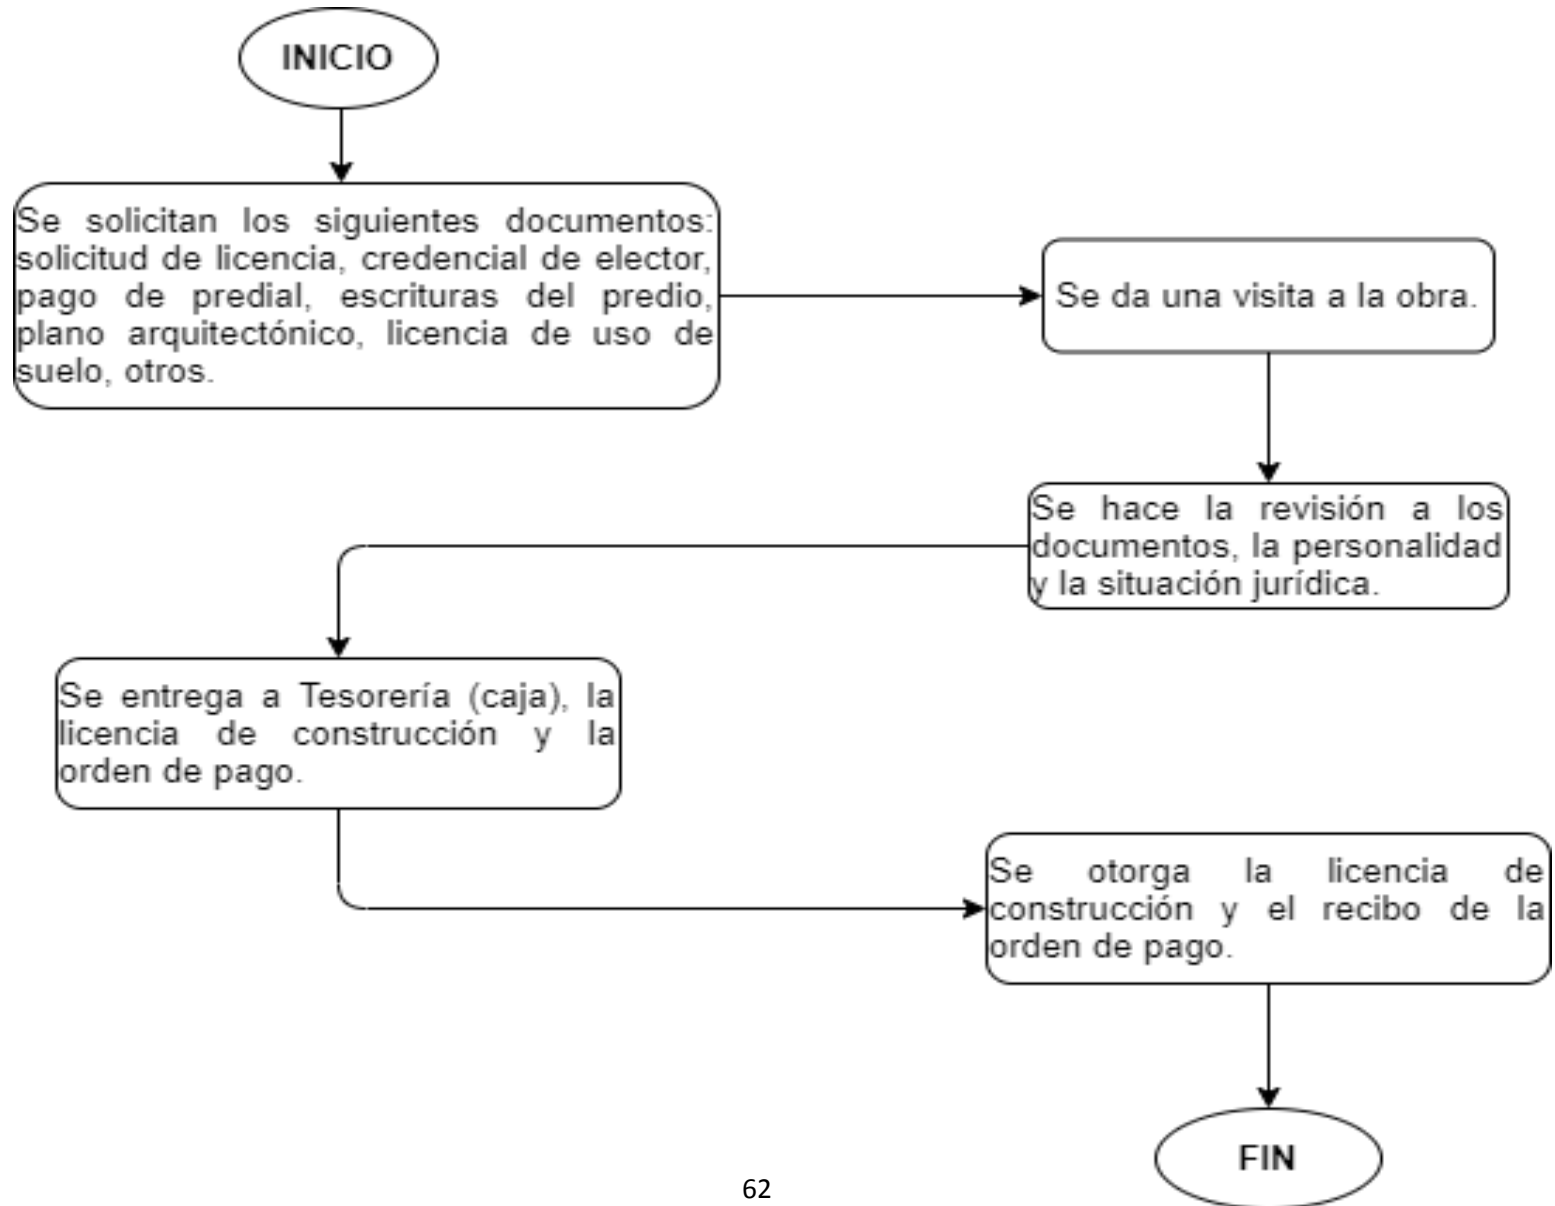 INICIO
Se solicitan los siguientes documentos:
solicitud de licencia, credencial de elector,
pago de predial, escrituras del predio,
plano arquitectónico, licencia de uso de
suelo, otros.
Se da una visita a la obra.
Se hace la revisión a los
documentos, la personalidad
y la situación jurídica.
Se entrega a Tesorería (caja), la
licencia de construcción y la
orden de pago.
Se otorga la licencia de
construcción y el recibo de la
orden de pago.
FIN
62